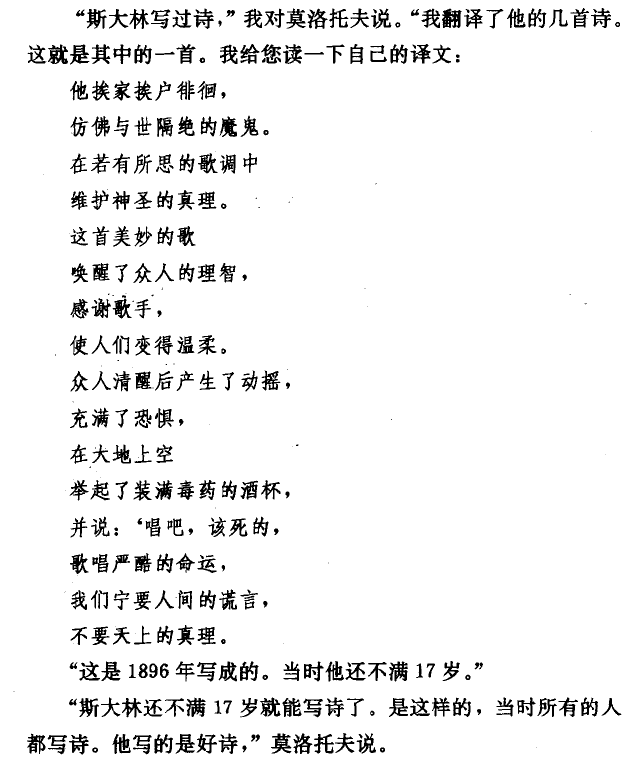 “斯大林写过诗，”我对莫洛托夫说。“我翻译了他的几首诗。
这就是其中的一首。我给您读一下自己的译文：
他挨家挨户徘徊，
仿佛与世隔绝的魔鬼。
在若有所思的歌调中
维护神圣的真理。
这首美妙的歌
唤醒了众人的理智，
感谢歌手，
使人们变得温柔。
众人清醒后产生了动摇，
充满了恐惧，
在大地上空
举起了装满毒药的酒杯，
并说：‘唱吧，该死的，
歌唱严酷的命运，
我们宁要人间的谎言，
不要天上的真理。
“这是 1896 年写成的。当时他还不满 17 岁。”
“斯大林还不满 17 岁就能写诗了。是这样的，当时所有的人
都写诗。他写的是好诗，”莫洛托夫说。